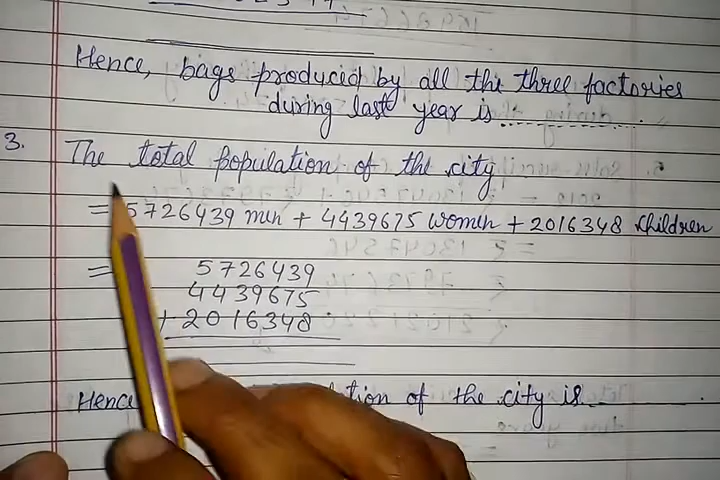 Hence, bags produced by all the three factories
during last year is ...............
3. The total population of the city
= 5726439 men + 4439675 women + 2016348 children
= 5726439
4439675
+ 2016348
Hence of the city is